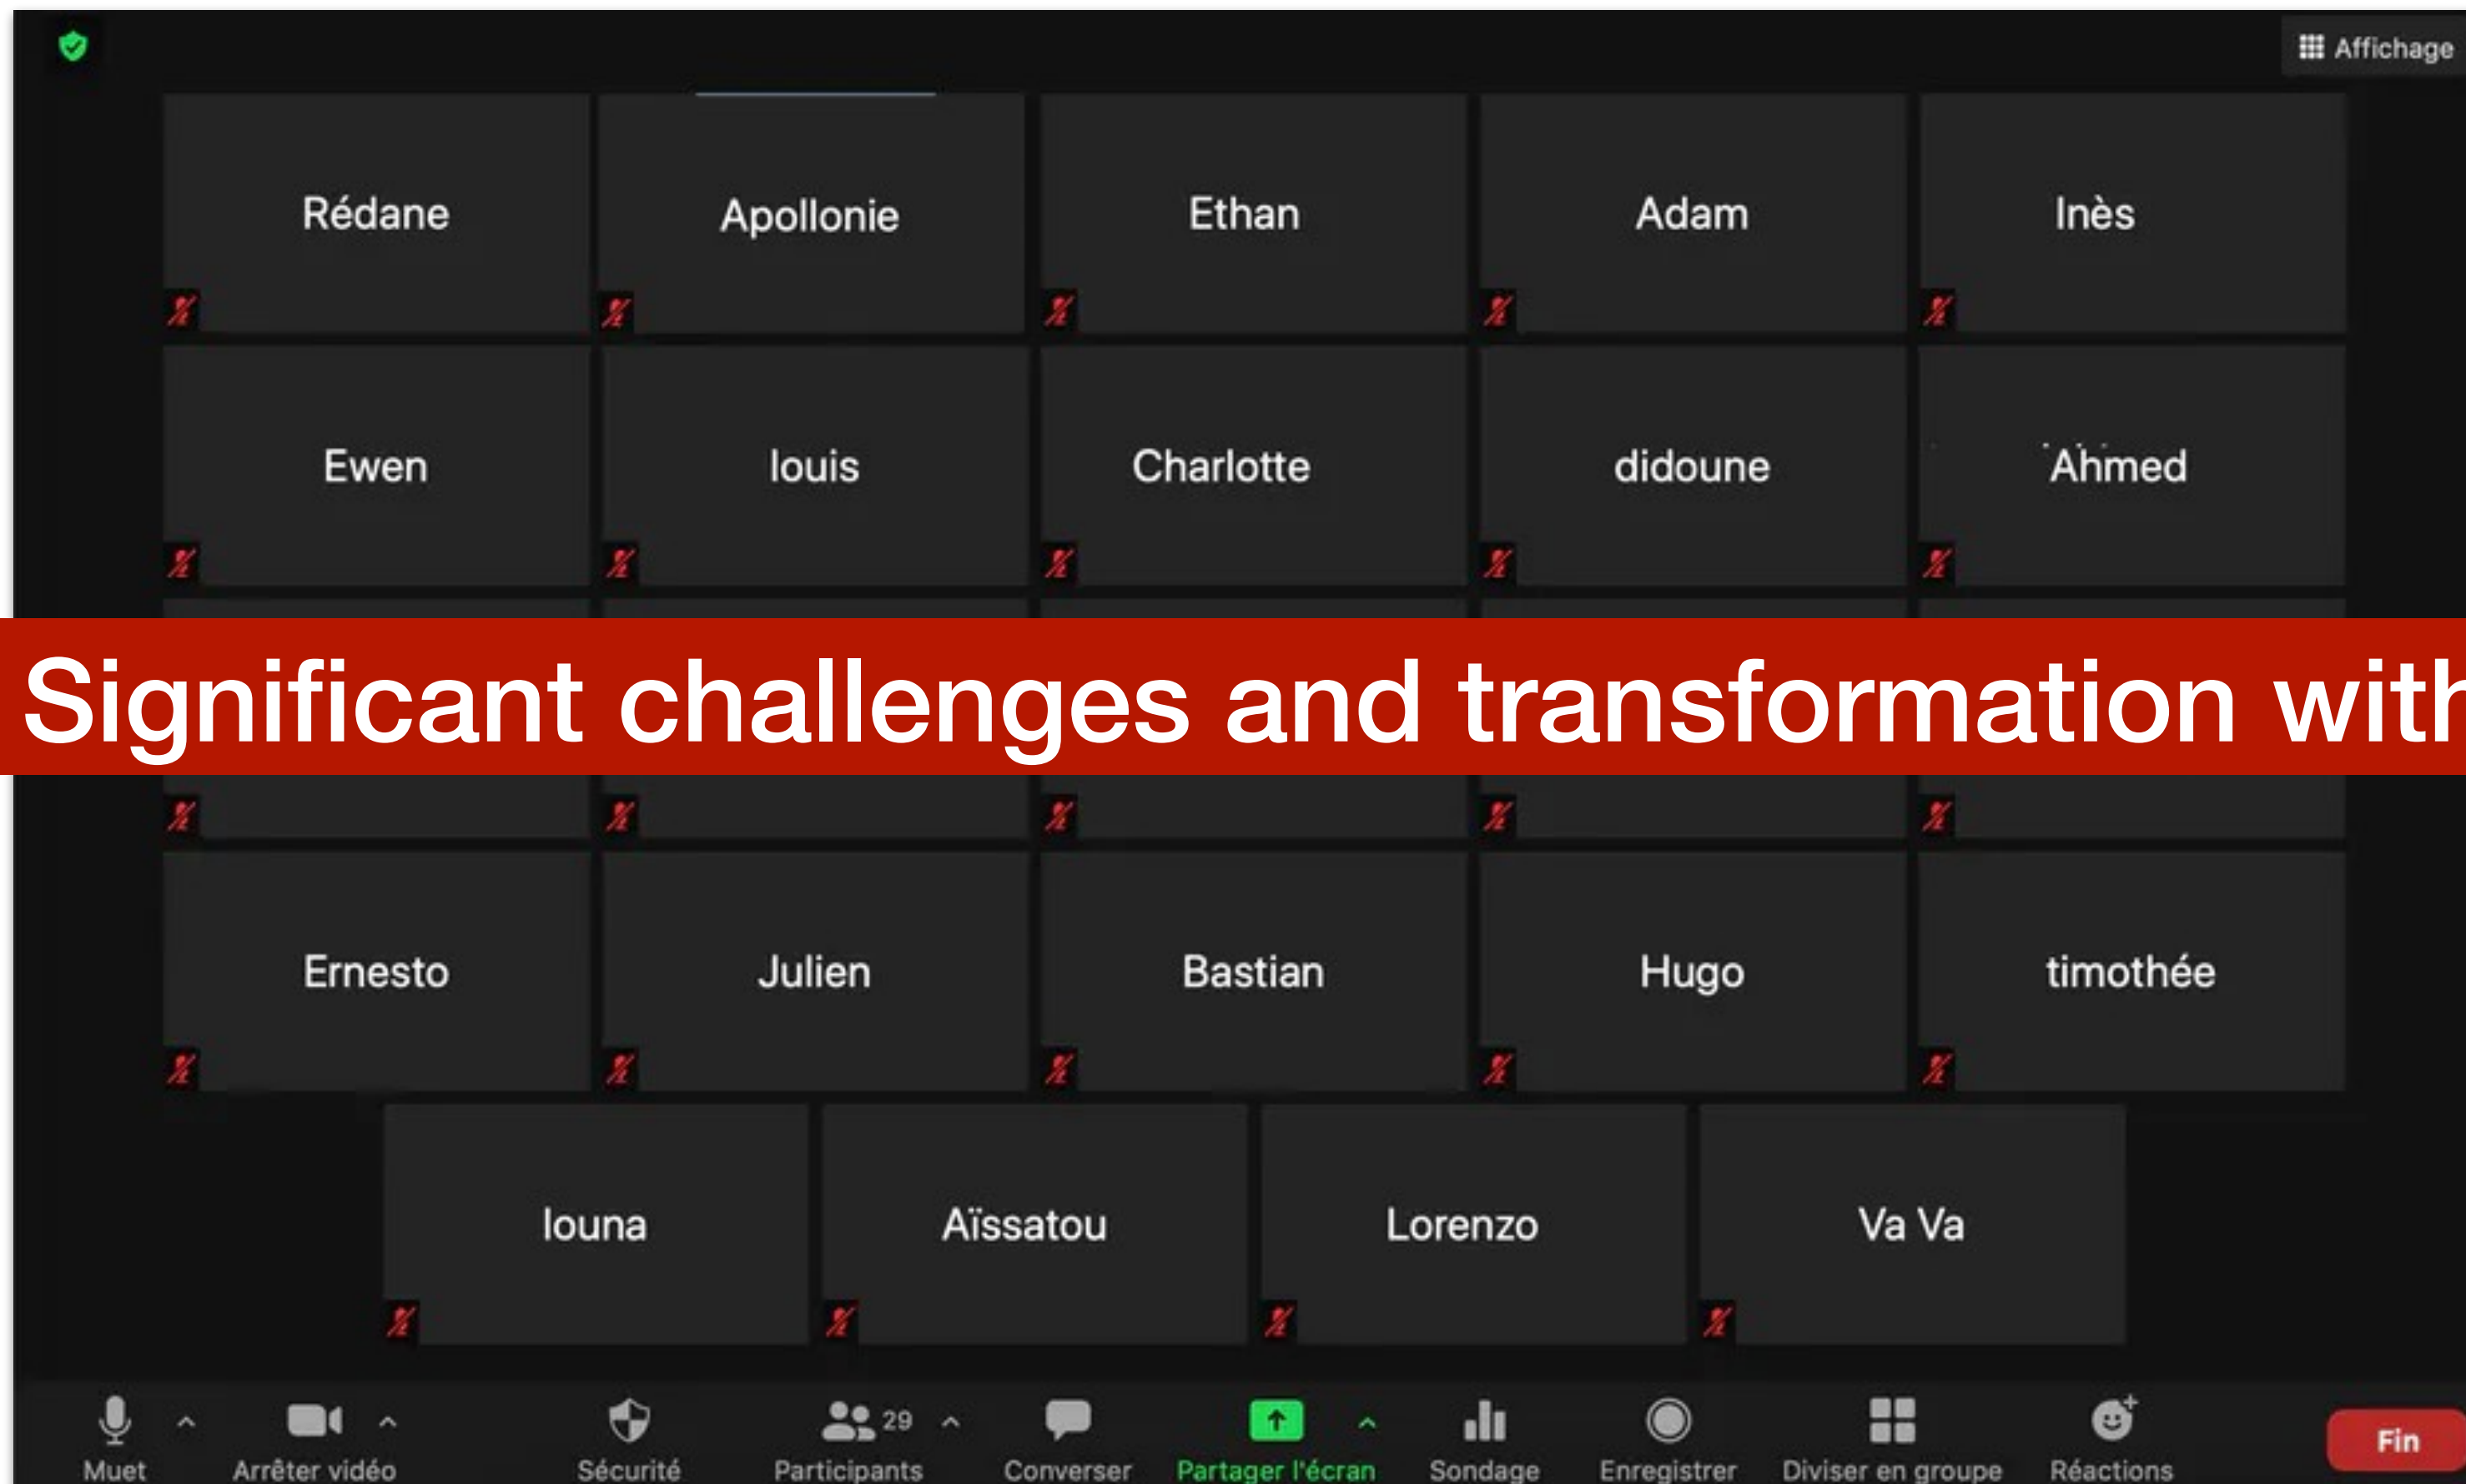 Affichage
Rédane Apollonie Ethan Adam Inès
Ewen louis Charlotte didoune Ahmed
Significant challenges and transformation with
Ernesto Julien Bastian Hugo timothée
louna Aïssatou Lorenzo Va Va
29
Muet Arrêter vidéo Sécurité Participants Converser Partager l'écran Sondage Enregistrer Diviser en groupe Réactions Fin